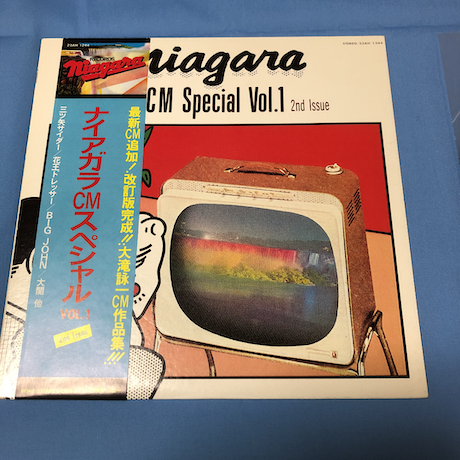 23AH 1244
RECORDS
Niagara
niagara
CM Special Vol.1 2nd Issue
最新CM追加!改訂版完成!!大滝詠一CM作品集!!!
ナイアガラCMスペシャル VOL.1
三ツ矢サイダー/花王ドレッサー/BIG JOHN 大関 他